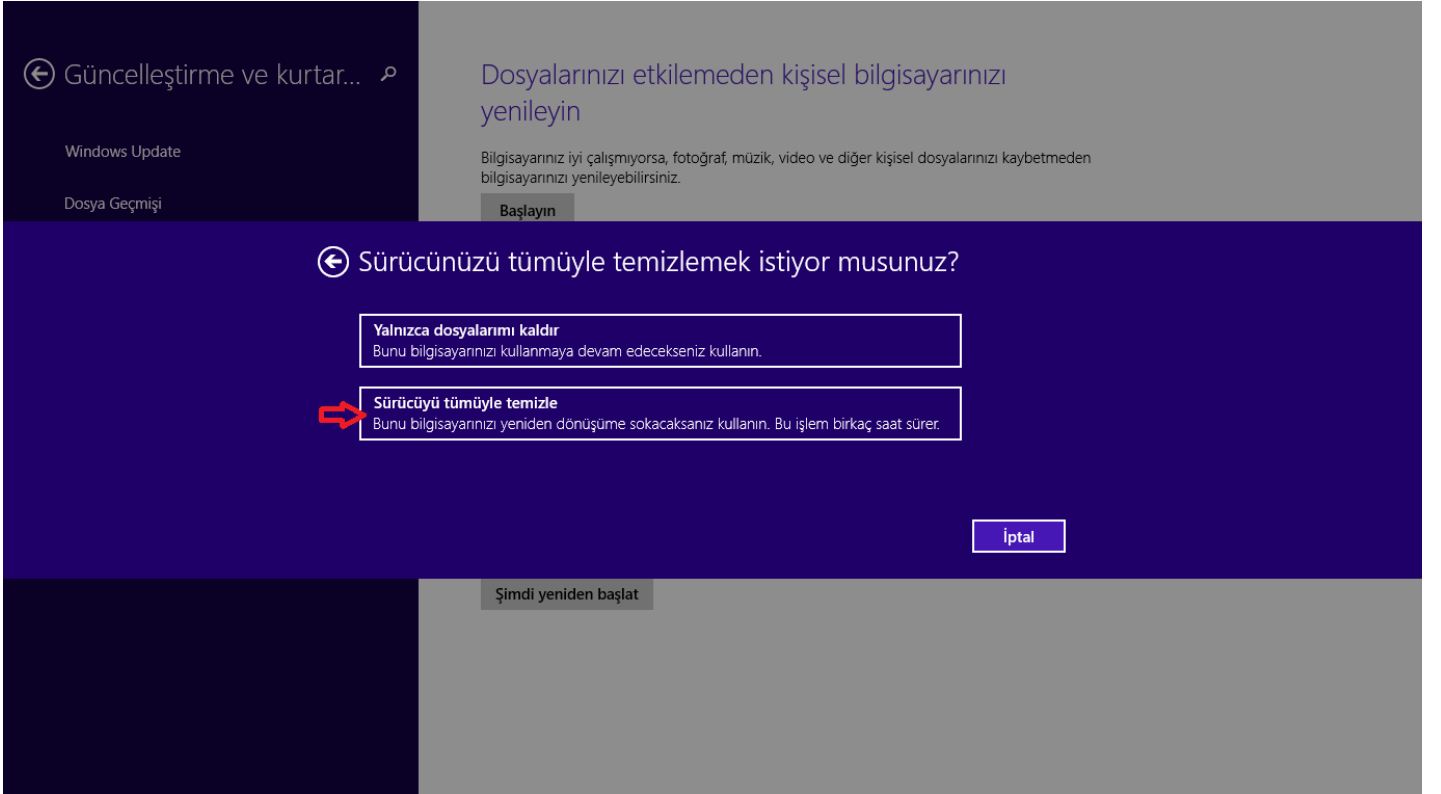 Güncelleştirme ve kurtar...
Windows Update
Dosya Geçmişi
Dosyalarınızı etkilemeden kişisel bilgisayarınızı
yenileyin
Bilgisayarınız iyi çalışmıyorsa, fotoğraf, müzik, video ve diğer kişisel dosyalarınızı kaybetmeden
bilgisayarınızı yenileyebilirsiniz.
Başlayın
Sürücünüzü tümüyle temizlemek istiyor musunuz?
Yalnızca dosyalarımı kaldır
Bunu bilgisayarınızı kullanmaya devam edecekseniz kullanın.
Sürücüyü tümüyle temizle
Bunu bilgisayarınızı yeniden dönüşüme sokacaksanız kullanın. Bu işlem birkaç saat sürer.
İptal
Şimdi yeniden başlat